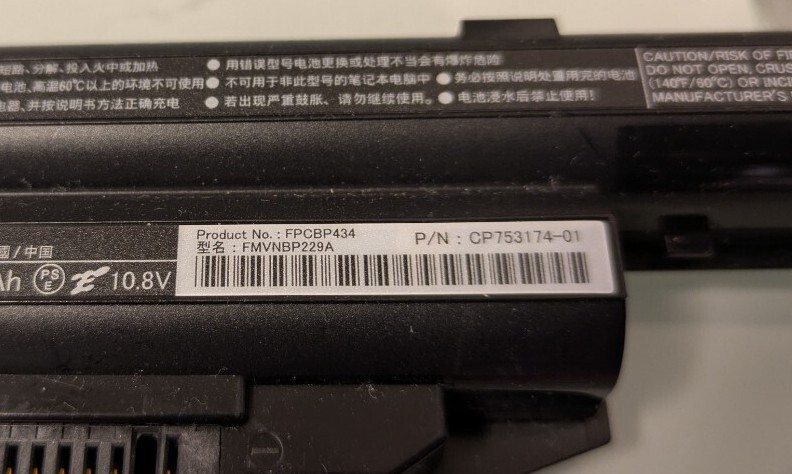 短路、分解、投入火中或加热
● 用错误型号电池更换或处理不当会有爆炸危险
电池、高温60℃以上的环境不可使用
● 不可用于非此型号的笔记本电脑中
● 务必按照说明处置用完的电池
电器、并按说明书方法正确充电
● 若出现严重鼓胀、请勿继续使用。
● 电池浸水后禁止使用!
CAUTION/RISK OF FI
DO NOT OPEN, CRUS
(140°F/60°C) OR INCI
MANUFACTURER'S
國/中国
Ah PSE 10.8V
Product No.: FPCBP434
型名: FMVNBP229A
P/N: CP753174-01